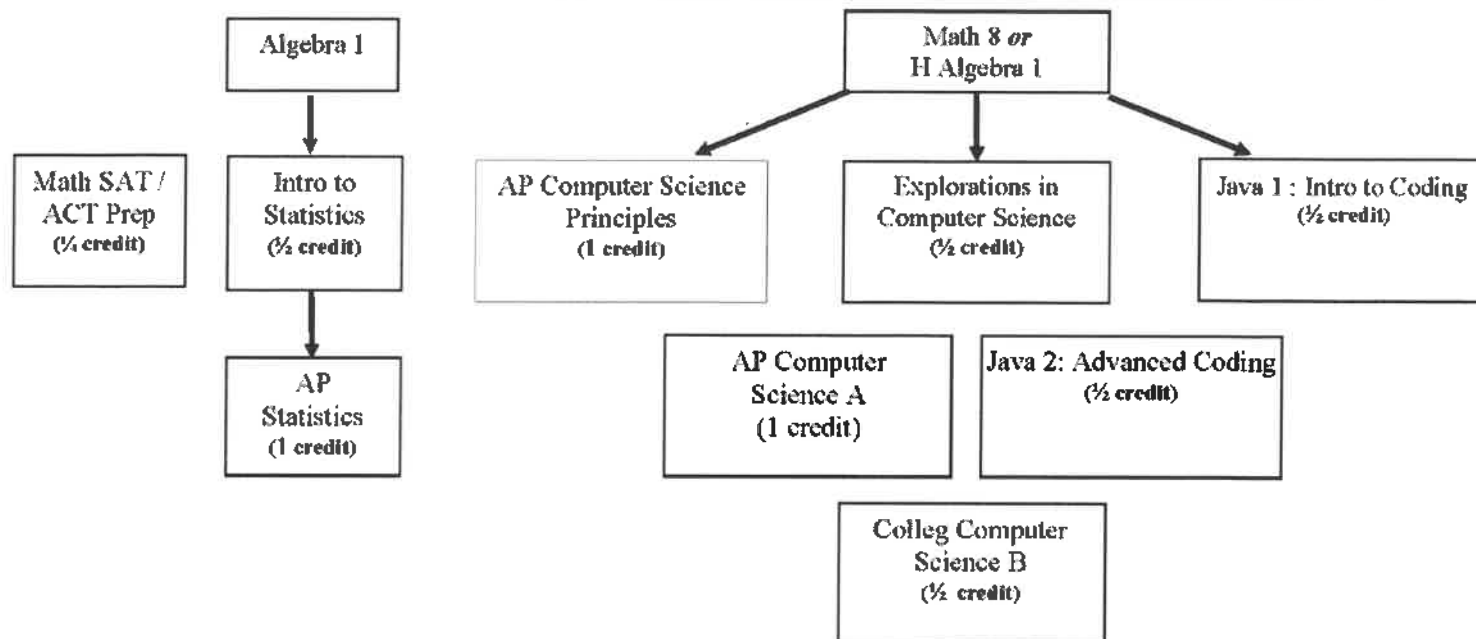 Algebra 1
Math 8 or
H Algebra 1
Math SAT /
ACT Prep
(¼ credit)
Intro to
Statistics
(½ credit)
AP Computer Science
Principles
(1 credit)
Explorations in
Computer Science
(½ credit)
Java 1 : Intro to Coding
(½ credit)
AP
Statistics
(1 credit)
AP Computer
Science A
(1 credit)
Java 2: Advanced Coding
(½ credit)
Colleg Computer
Science B
(½ credit)